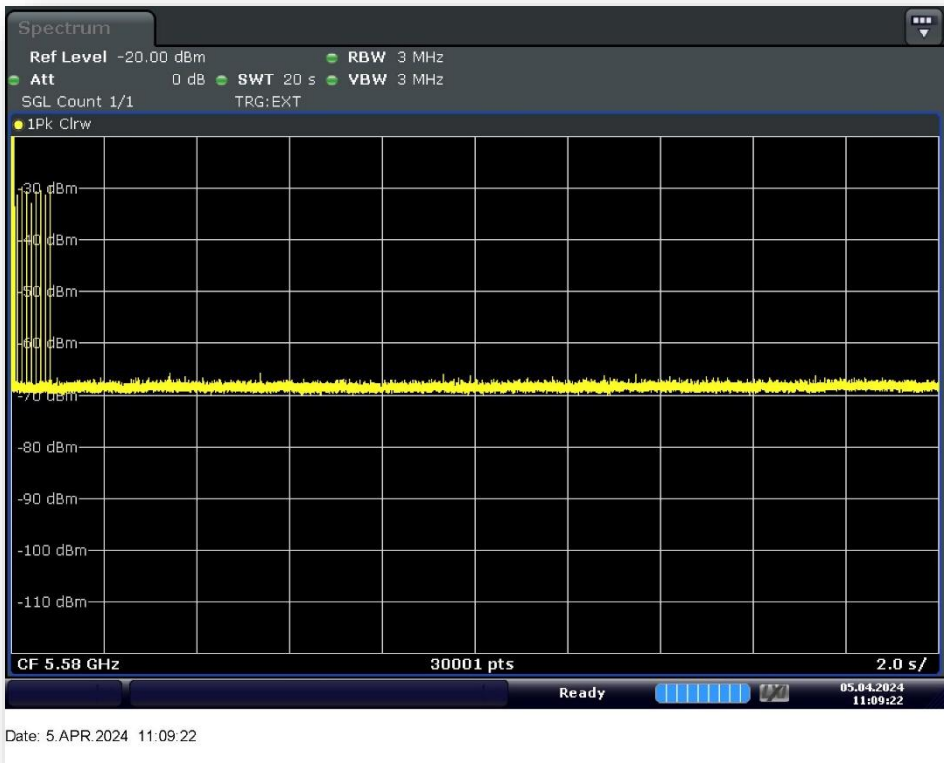 Spectrum
Ref Level -20.00 dBm RBW 3 MHz
Att 0 dB SWT 20 s VBW 3 MHz
SGL Count 1/1 TRG:EXT
1Pk Clrw
-30 dBm
-40 dBm
-50 dBm
-60 dBm
-70 dBm
-80 dBm
-90 dBm
-100 dBm
-110 dBm
CF 5.58 GHz 30001 pts 2.0 s/
Ready 05.04.2024
11:09:22
Date: 5.APR.2024 11:09:22